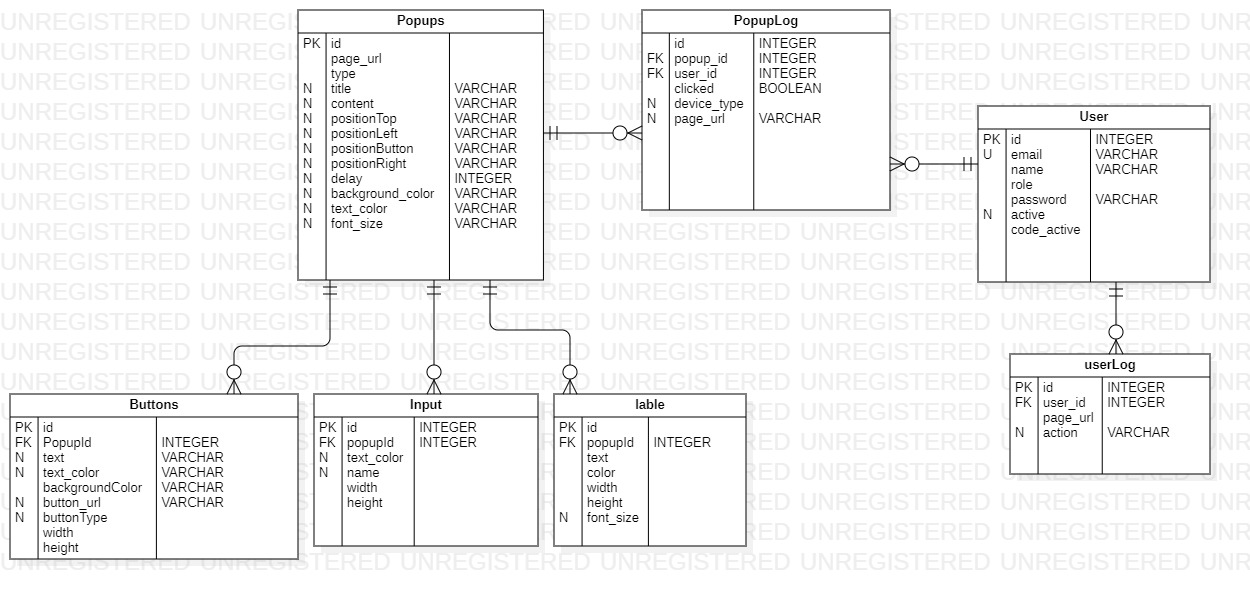 Popups
PK id
page_url
type
N title VARCHAR
N content VARCHAR
N positionTop VARCHAR
N positionLeft VARCHAR
N positionButton VARCHAR
N positionRight VARCHAR
N delay INTEGER
N background_color VARCHAR
N text_color VARCHAR
N font_size VARCHAR
PopupLog
id INTEGER
FK popup_id INTEGER
FK user_id INTEGER
clicked BOOLEAN
N device_type
N page_url VARCHAR
User
PK id INTEGER
U email VARCHAR
name VARCHAR
role
password VARCHAR
N active
code_active
Buttons
PK id
FK PopupId INTEGER
N text VARCHAR
N text_color VARCHAR
backgroundColor VARCHAR
N button_url VARCHAR
N buttonType
width
height
Input
PK id INTEGER
FK popupId INTEGER
N text_color
N name
width
height
lable
PK id
FK popupId INTEGER
text
color
width
height
N font_size
userLog
PK id INTEGER
FK user_id INTEGER
page_url
N action VARCHAR
UNREGISTERED